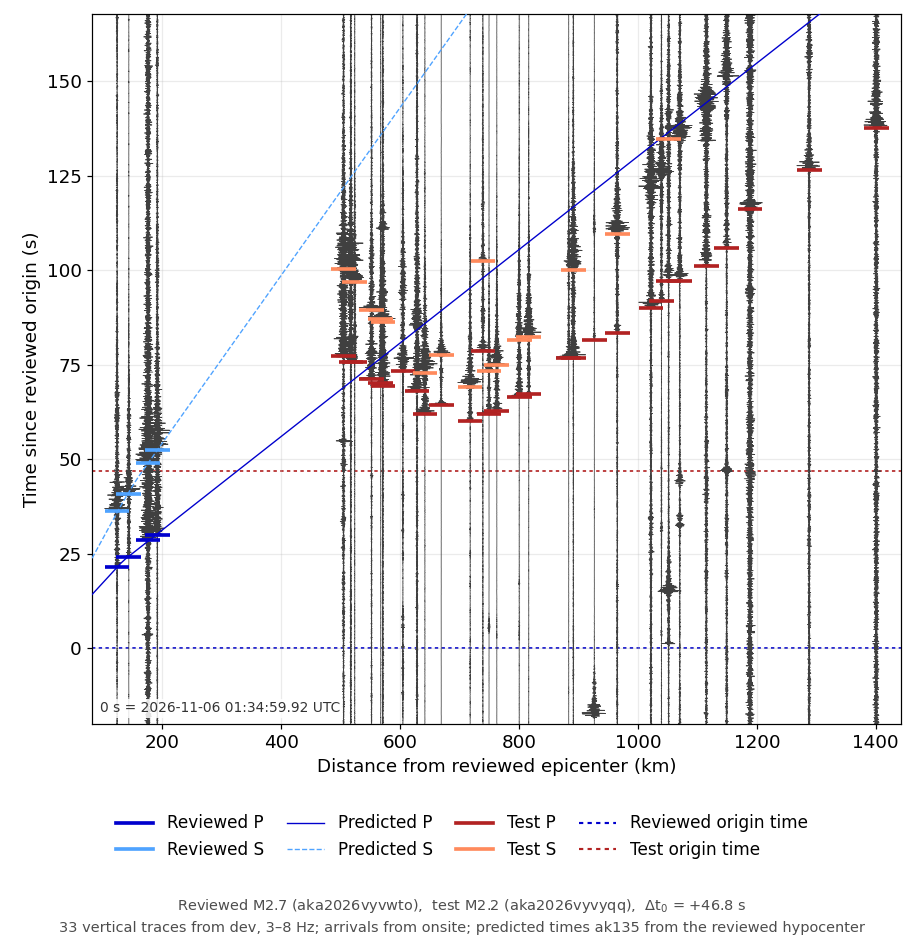 150
125
100
75
50
25
0
Time since reviewed origin (s)
0 s = 2026-11-06 01:34:59.92 UTC
200 400 600 800 1000 1200 1400
Distance from reviewed epicenter (km)
Reviewed P Predicted P Test P Reviewed origin time
Reviewed S Predicted S Test S Test origin time
Reviewed M2.7 (aka2026vyvwto), test M2.2 (aka2026vyvyqq), Δt₀ = +46.8 s
33 vertical traces from dev, 3–8 Hz; arrivals from onsite; predicted times ak135 from the reviewed hypocenter